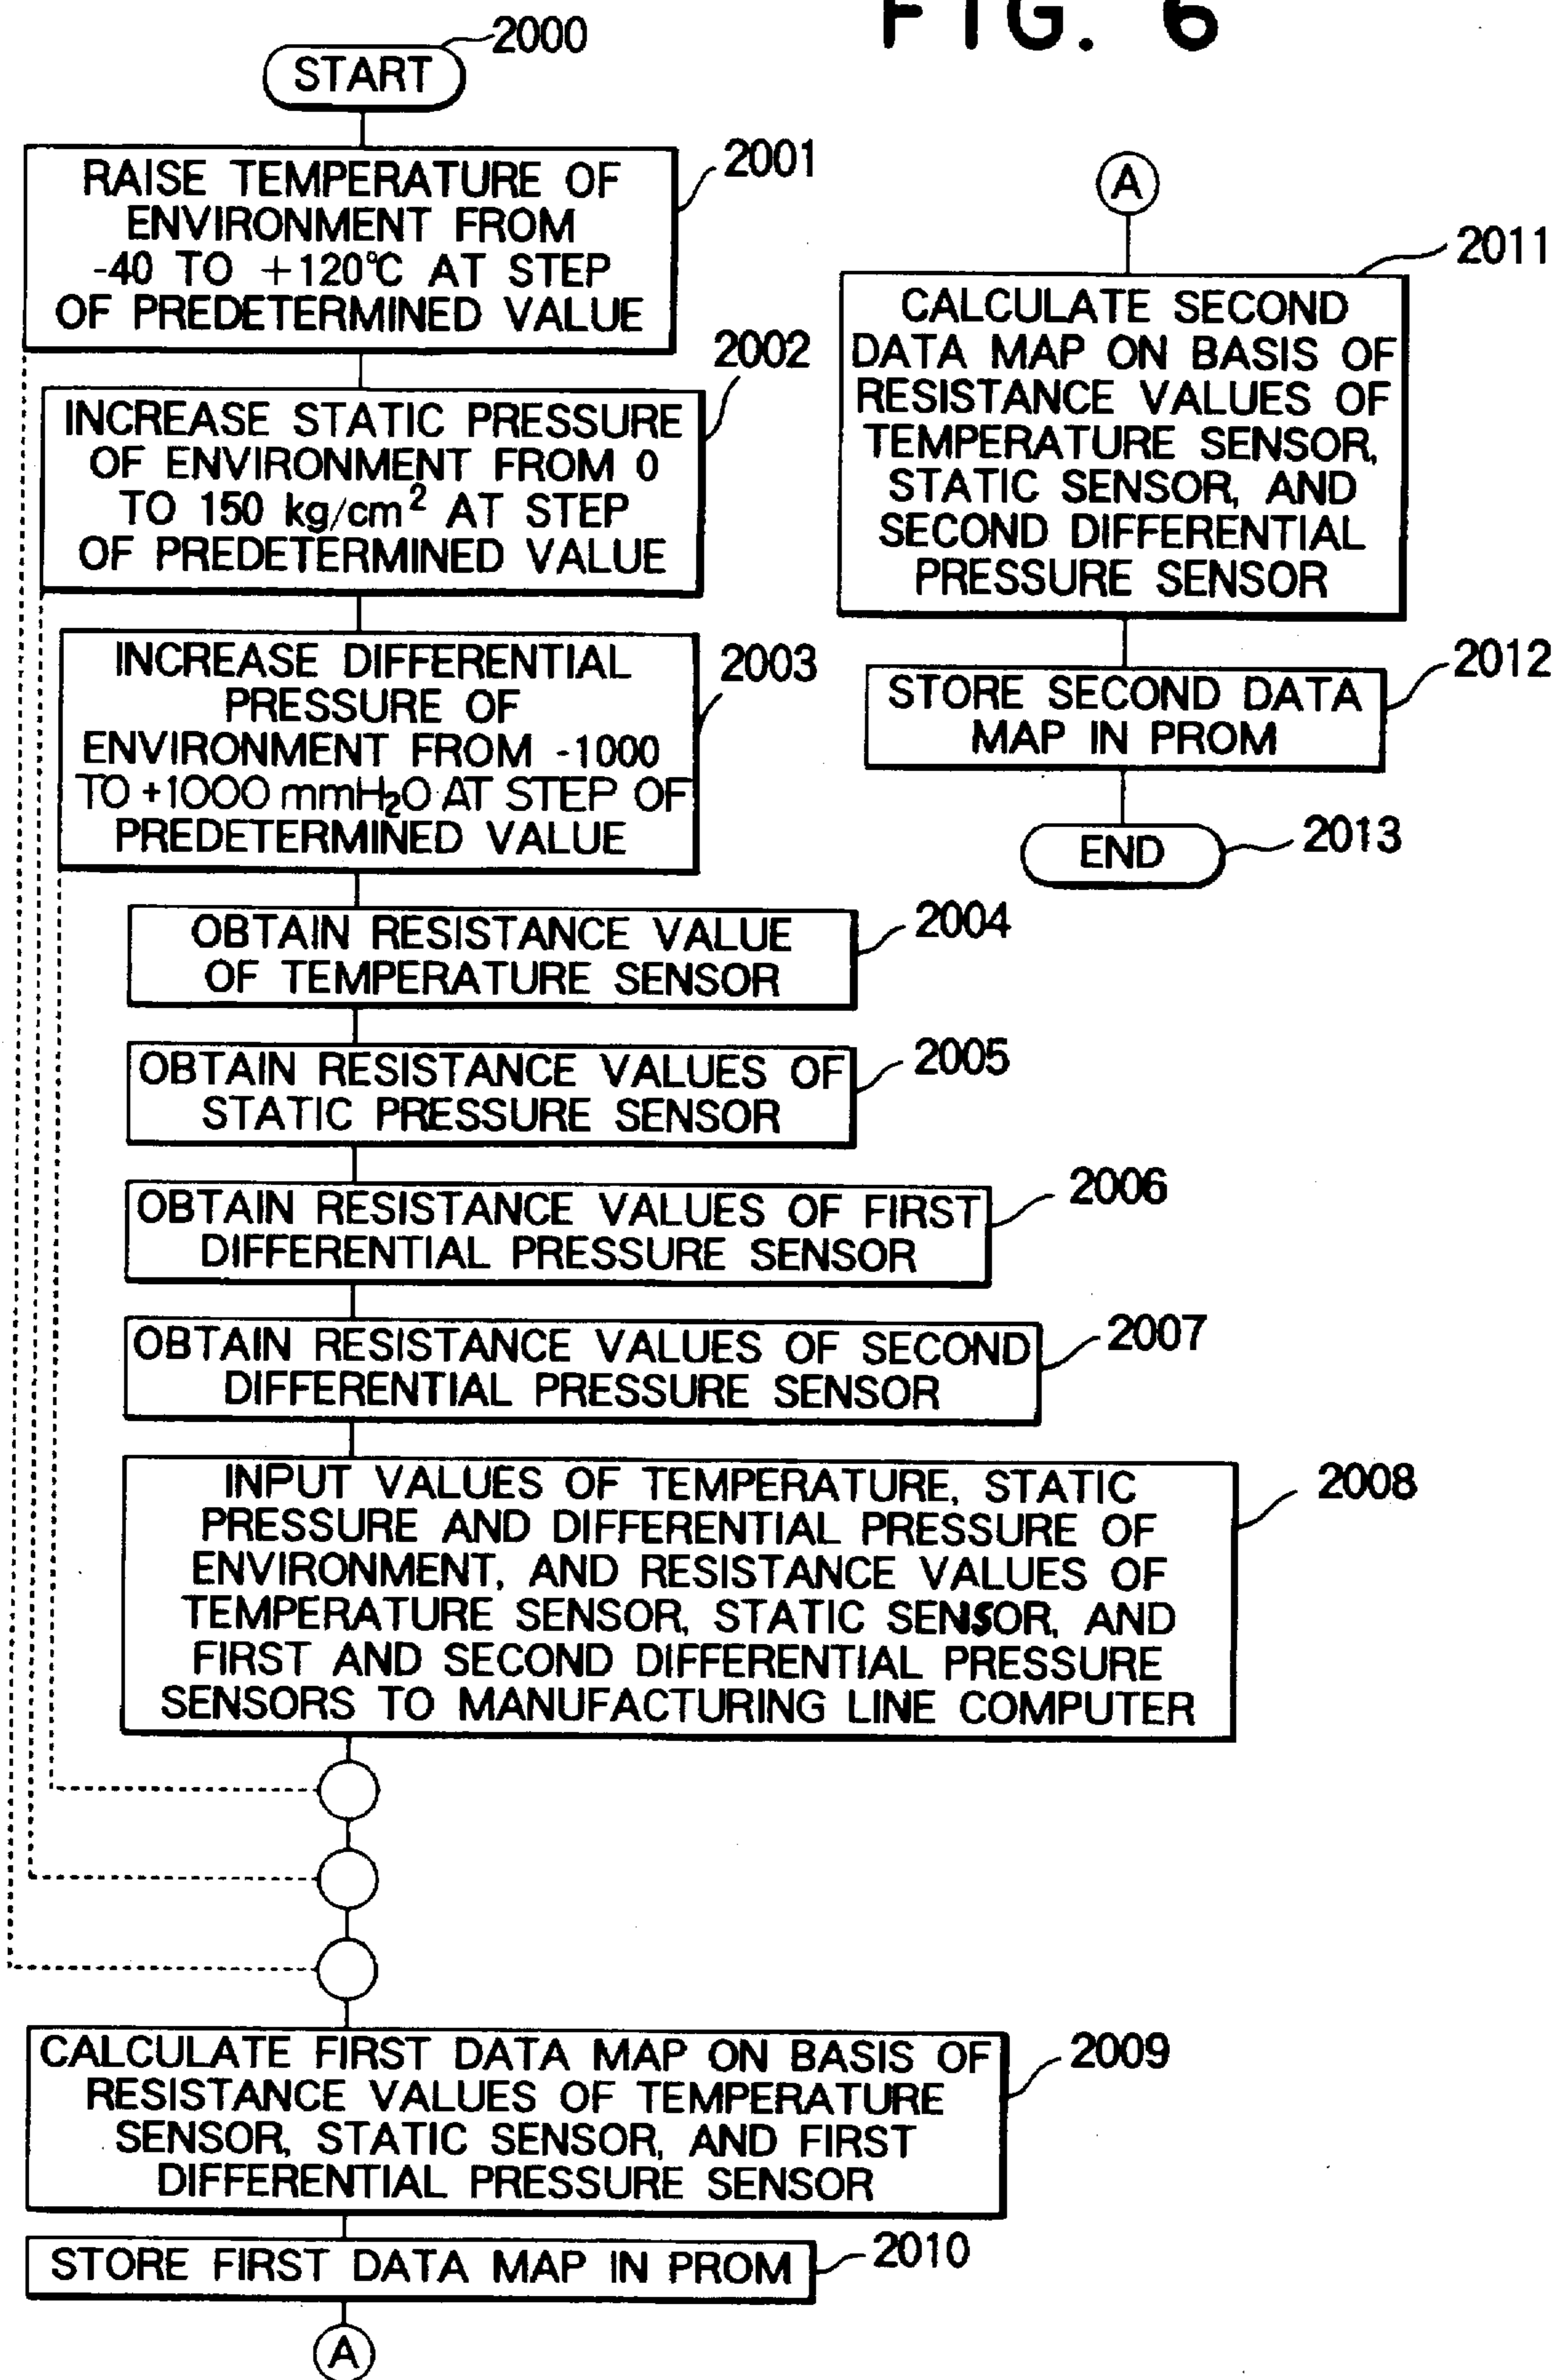 FIG. 6
2000
START
2001
RAISE TEMPERATURE OF
ENVIRONMENT FROM
-40 TO +120℃ AT STEP
OF PREDETERMINED VALUE
2002
INCREASE STATIC PRESSURE
OF ENVIRONMENT FROM 0
TO 150 kg/cm² AT STEP
OF PREDETERMINED VALUE
2003
INCREASE DIFFERENTIAL
PRESSURE OF
ENVIRONMENT FROM -1000
TO +1000 mmH₂O AT STEP OF
PREDETERMINED VALUE
2004
OBTAIN RESISTANCE VALUE
OF TEMPERATURE SENSOR
2005
OBTAIN RESISTANCE VALUES OF
STATIC PRESSURE SENSOR
2006
OBTAIN RESISTANCE VALUES OF FIRST
DIFFERENTIAL PRESSURE SENSOR
2007
OBTAIN RESISTANCE VALUES OF SECOND
DIFFERENTIAL PRESSURE SENSOR
2008
INPUT VALUES OF TEMPERATURE, STATIC
PRESSURE AND DIFFERENTIAL PRESSURE OF
ENVIRONMENT, AND RESISTANCE VALUES OF
TEMPERATURE SENSOR, STATIC SENSOR, AND
FIRST AND SECOND DIFFERENTIAL PRESSURE
SENSORS TO MANUFACTURING LINE COMPUTER
2009
CALCULATE FIRST DATA MAP ON BASIS OF
RESISTANCE VALUES OF TEMPERATURE
SENSOR, STATIC SENSOR, AND FIRST
DIFFERENTIAL PRESSURE SENSOR
2010
STORE FIRST DATA MAP IN PROM
A
A
2011
CALCULATE SECOND
DATA MAP ON BASIS OF
RESISTANCE VALUES OF
TEMPERATURE SENSOR,
STATIC SENSOR, AND
SECOND DIFFERENTIAL
PRESSURE SENSOR
2012
STORE SECOND DATA
MAP IN PROM
END
2013